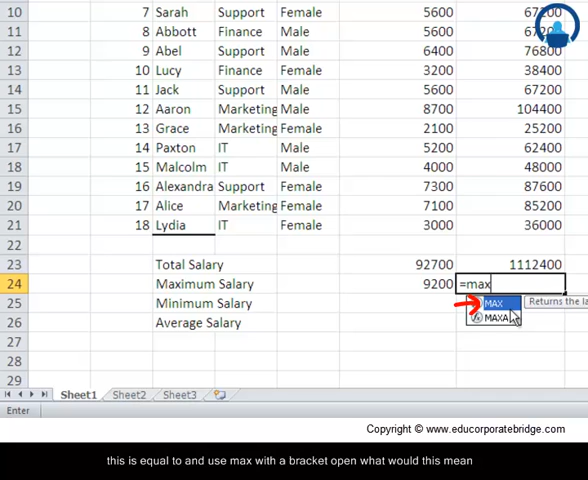 10 7 Sarah Support Female 5600 67200
11 8 Abbott Finance Male 5600 67200
12 9 Abel Support Male 6400 76800
13 10 Lucy Finance Female 3200 38400
14 11 Jack Support Male 5600 67200
15 12 Aaron Marketing Male 8700 104400
16 13 Grace Marketing Female 2100 25200
17 14 Paxton IT Male 5200 62400
18 15 Malcolm IT Male 4000 48000
19 16 Alexandra Support Female 7300 87600
20 17 Alice Marketing Female 7100 85200
21 18 Lydia IT Female 3000 36000
22
23 Total Salary 92700 1112400
24 Maximum Salary 9200 =max
25 Minimum Salary MAX Returns the la
26 Average Salary MAXA
27
28
29
Sheet1 Sheet2 Sheet3
Enter
Copyright © www.educorporatebridge.com
this is equal to and use max with a bracket open what would this mean